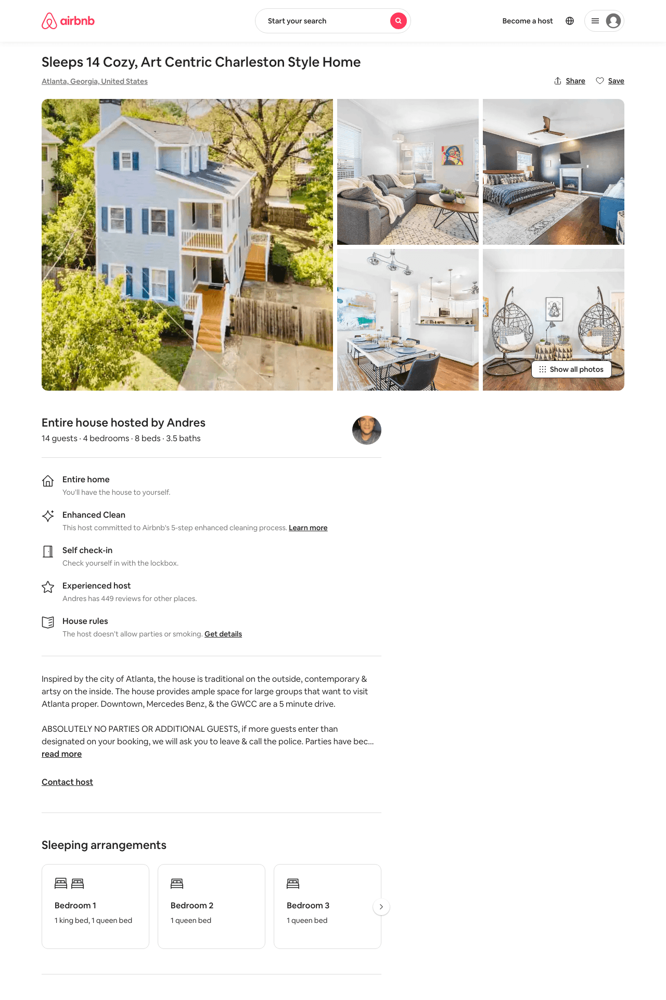 airbnb
Start your search
Become a host
Sleeps 14 Cozy, Art Centric Charleston Style Home
Atlanta, Georgia, United States
Share
Save
Show all photos
Entire house hosted by Andres
14 guests · 4 bedrooms · 8 beds · 3.5 baths
Entire home
You’ll have the house to yourself.
Enhanced Clean
This host committed to Airbnb's 5-step enhanced cleaning process. Learn more
Self check-in
Check yourself in with the lockbox.
Experienced host
Andres has 449 reviews for other places.
House rules
The host doesn’t allow parties or smoking. Get details
Inspired by the city of Atlanta, the house is traditional on the outside, contemporary &
artsy on the inside. The house provides ample space for large groups that want to visit
Atlanta proper. Downtown, Mercedes Benz, & the GWCC are a 5 minute drive.
ABSOLUTELY NO PARTIES OR ADDITIONAL GUESTS, if more guests enter than
designated on your booking, we will ask you to leave & call the police. Parties have bec…
read more
Contact host
Sleeping arrangements
Bedroom 1
1 king bed, 1 queen bed
Bedroom 2
1 queen bed
Bedroom 3
1 queen bed